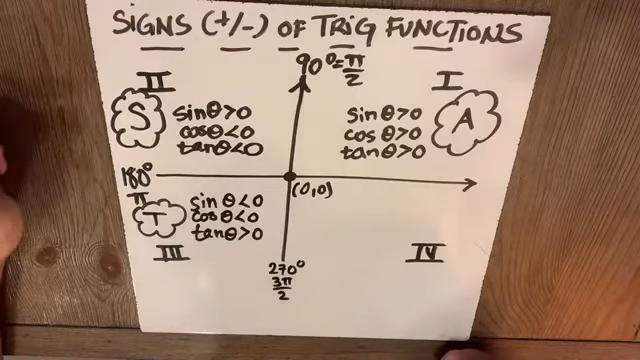 SIGNS (+/-) OF TRIG FUNCTIONS
90°=π/2
II
I
S
sinθ>0
cosθ<0
tanθ<0
sinθ>0
cosθ>0
tanθ>0
A
180°
π
(0,0)
T
sinθ<0
cosθ<0
tanθ>0
III
IV
270°
3π/2